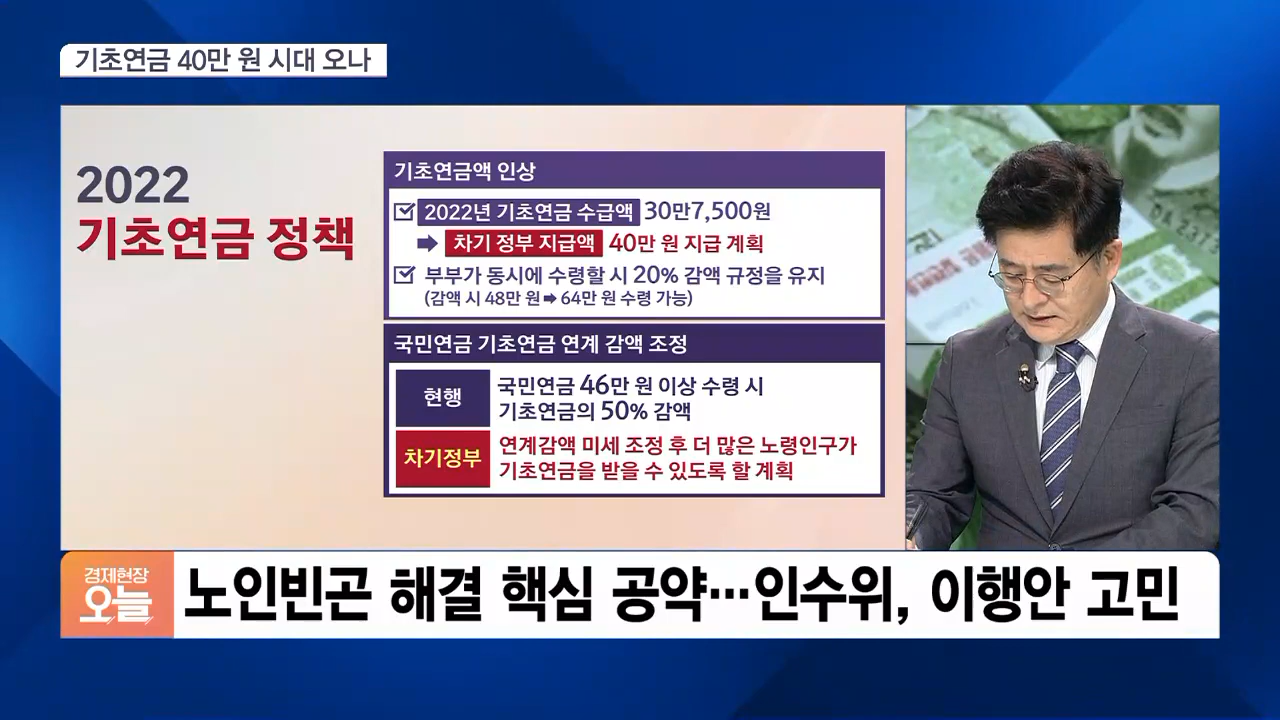 기초연금 40만 원 시대 오나
2022
기초연금 정책
기초연금액 인상
2022년 기초연금 수급액 30만7,500원
➡ 차기 정부 지급액 40만 원 지급 계획
부부가 동시에 수령할 시 20% 감액 규정을 유지
(감액 시 48만 원➡64만 원 수령 가능)
국민연금 기초연금 연계 감액 조정
현행
국민연금 46만 원 이상 수령 시
기초연금의 50% 감액
차기정부
연계감액 미세 조정 후 더 많은 노령인구가
기초연금을 받을 수 있도록 할 계획
경제현장
오늘
노인빈곤 해결 핵심 공약…인수위, 이행안 고민